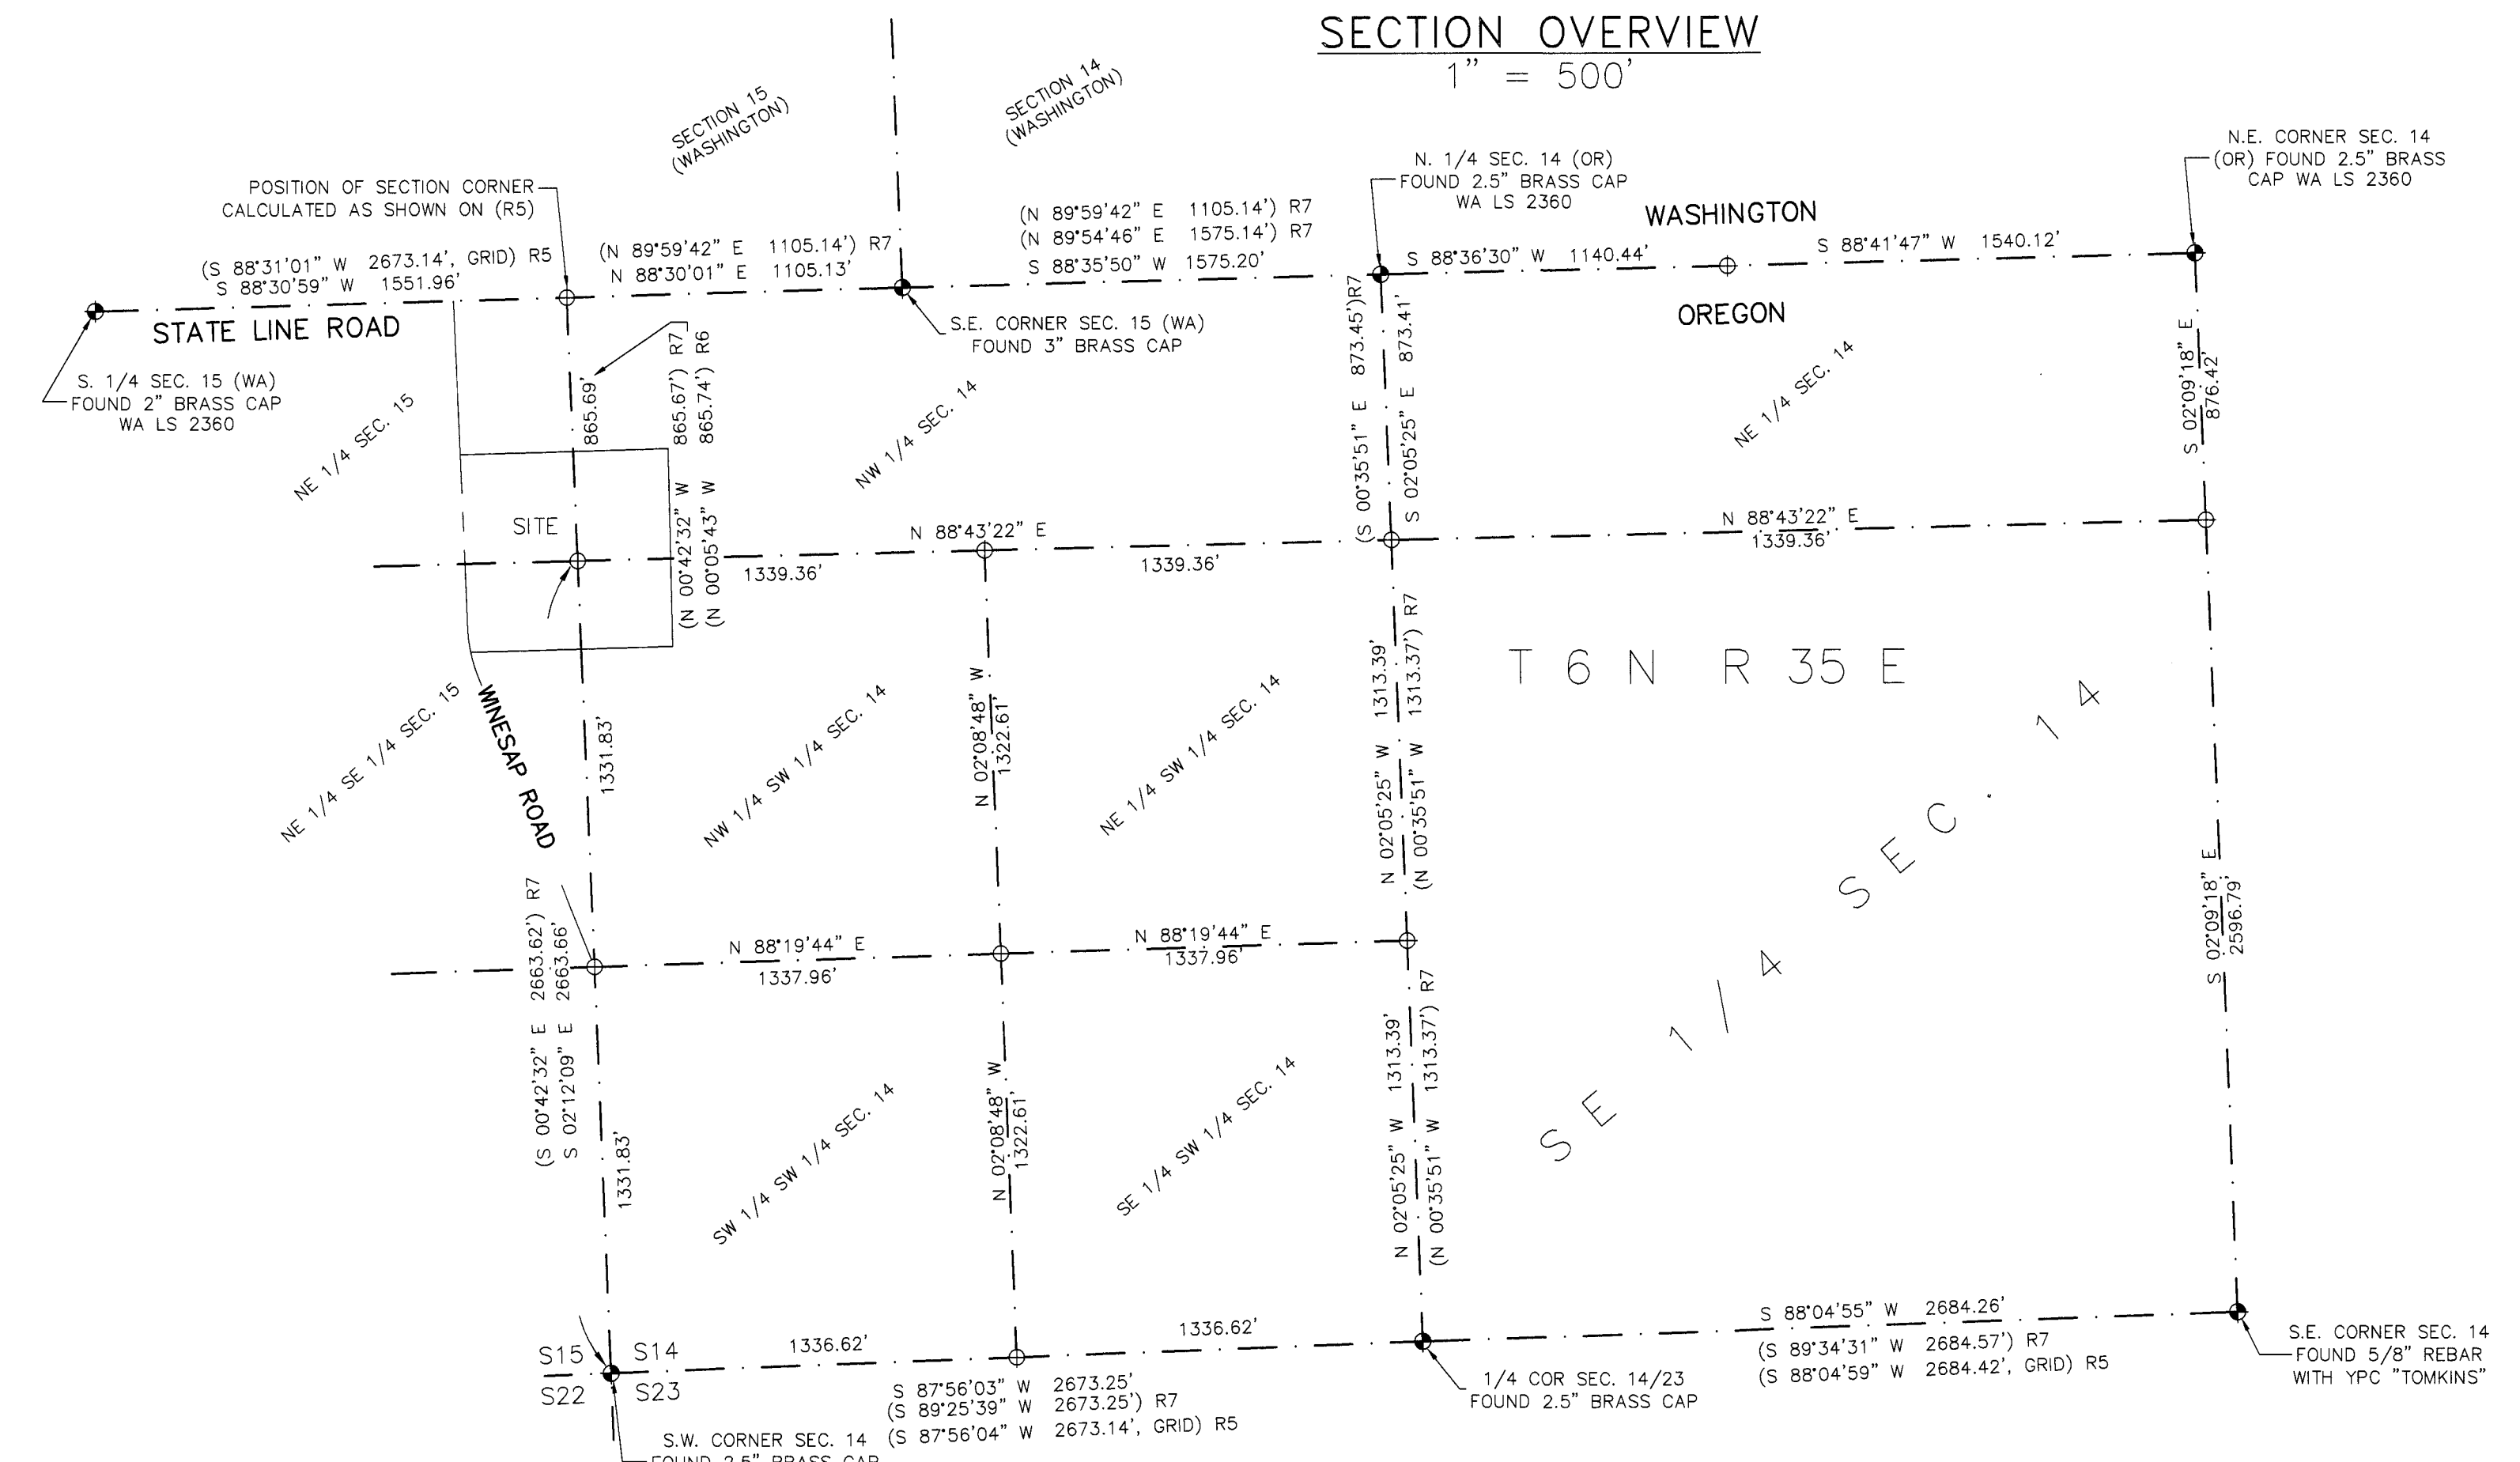 SECTION OVERVIEW
1" = 500'
SECTION 15
(WASHINGTON)
SECTION 14
(WASHINGTON)
POSITION OF SECTION CORNER
CALCULATED AS SHOWN ON (R5)
N. 1/4 SEC. 14 (OR)
FOUND 2.5" BRASS CAP
WA LS 2360
N.E. CORNER SEC. 14
(OR) FOUND 2.5" BRASS
CAP WA LS 2360
(S 88°31'01" W 2673.14', GRID) R5
S 88°30'59" W 1551.96'
(N 89°59'42" E 1105.14') R7
N 88°30'01" E 1105.13'
(N 89°59'42" E 1105.14') R7
(N 89°54'46" E 1575.14') R7
S 88°35'50" W 1575.20'
WASHINGTON
S 88°36'30" W 1140.44'
S 88°41'47" W 1540.12'
OREGON
STATE LINE ROAD
S. 1/4 SEC. 15 (WA)
FOUND 2" BRASS CAP
WA LS 2360
S.E. CORNER SEC. 15 (WA)
FOUND 3" BRASS CAP
865.69'
(N 00°42'32" W 865.67') R7
(N 00°05'43" W 865.74') R6
(S 00°35'51" E 873.45')R7
S 02°05'25" E 873.41'
S 02°09'18" E
876.42'
NE 1/4 SEC. 15
NW 1/4 SEC. 14
NE 1/4 SEC. 14
SITE
N 88°43'22" E
1339.36'
1339.36'
N 88°43'22" E
1339.36'
T 6 N R 35 E
WINESAP ROAD
NE 1/4 SE 1/4 SEC. 15
1331.83'
NW 1/4 SW 1/4 SEC. 14
N 02°08'48" W
1322.61'
NE 1/4 SW 1/4 SEC. 14
N 02°05'25" W 1313.39'
(N 00°35'51" W 1313.37') R7
SE 1/4 SEC. 14
S 02°09'18" E
2596.79'
(S 00°42'32" E 2663.62') R7
S 02°12'09" E 2663.66'
N 88°19'44" E
1337.96'
N 88°19'44" E
1337.96'
1331.83'
SW 1/4 SW 1/4 SEC. 14
N 02°08'48" W
1322.61'
SE 1/4 SW 1/4 SEC. 14
N 02°05'25" W 1313.39'
(N 00°35'51" W 1313.37') R7
S15 S14
S22 S23
1336.62'
1336.62'
S 87°56'03" W 2673.25'
(S 89°25'39" W 2673.25') R7
(S 87°56'04" W 2673.14', GRID) R5
S 88°04'55" W 2684.26'
(S 89°34'31" W 2684.57') R7
(S 88°04'59" W 2684.42', GRID) R5
1/4 COR SEC. 14/23
FOUND 2.5" BRASS CAP
S.E. CORNER SEC. 14
FOUND 5/8" REBAR
WITH YPC "TOMKINS"
S.W. CORNER SEC. 14
FOUND 2.5" BRASS CAP